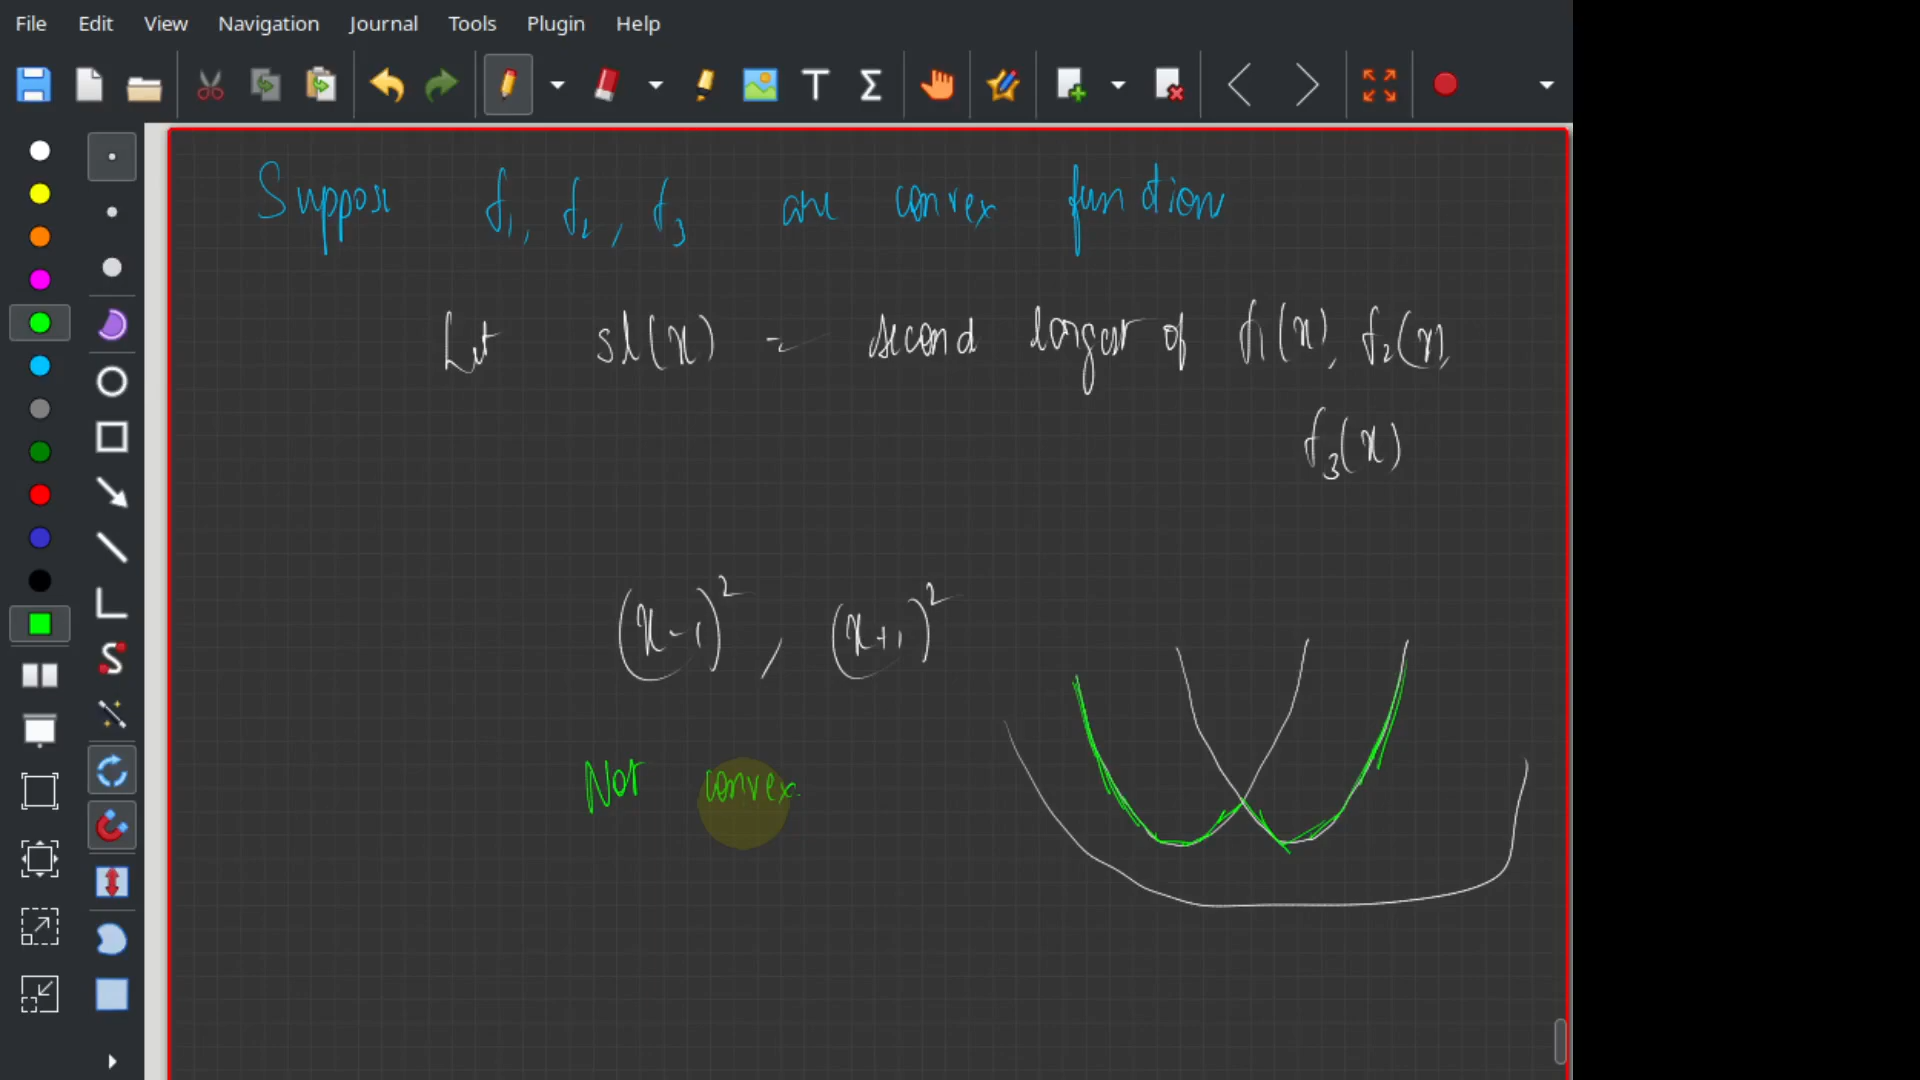 File Edit View Navigation Journal Tools Plugin Help
Suppose f₁, f₂, f₃ are convex function
Let sl(x) = second largest of f₁(x), f₂(x),
f₃(x)
(x-1)², (x+1)²
Not convex.